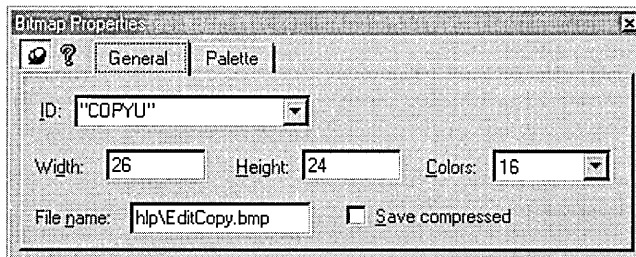 Bitmap Properties
General Palette
ID: "COPYU"
Width: 26 Height: 24 Colors: 16
File name: hlp\EditCopy.bmp Save compressed